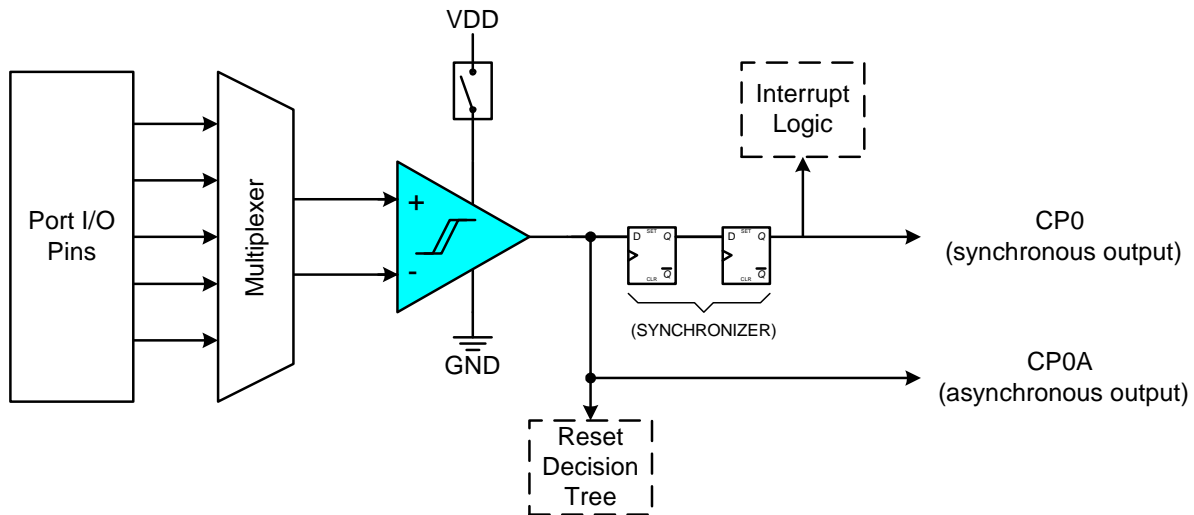 VDD
Interrupt
Logic
Port I/O
Pins
Multiplexer
+
-
D
SET
Q
CLR
Q
D
SET
Q
CLR
Q
CP0
(synchronous output)
(SYNCHRONIZER)
GND
CP0A
(asynchronous output)
Reset
Decision
Tree